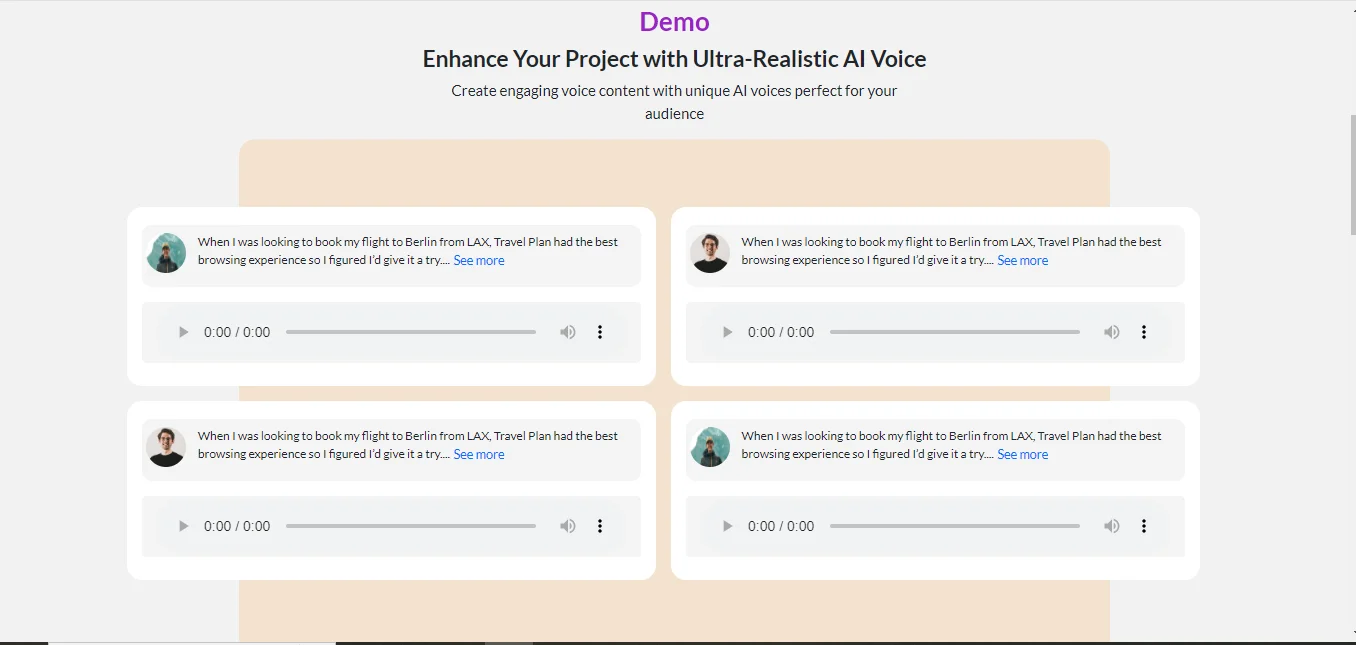 Demo
Enhance Your Project with Ultra-Realistic AI Voice
Create engaging voice content with unique AI voices perfect for your
audience
When I was looking to book my flight to Berlin from LAX, Travel Plan had the best
browsing experience so I figured I’d give it a try.... See more
0:00 / 0:00
When I was looking to book my flight to Berlin from LAX, Travel Plan had the best
browsing experience so I figured I’d give it a try.... See more
0:00 / 0:00
When I was looking to book my flight to Berlin from LAX, Travel Plan had the best
browsing experience so I figured I’d give it a try.... See more
0:00 / 0:00
When I was looking to book my flight to Berlin from LAX, Travel Plan had the best
browsing experience so I figured I’d give it a try.... See more
0:00 / 0:00